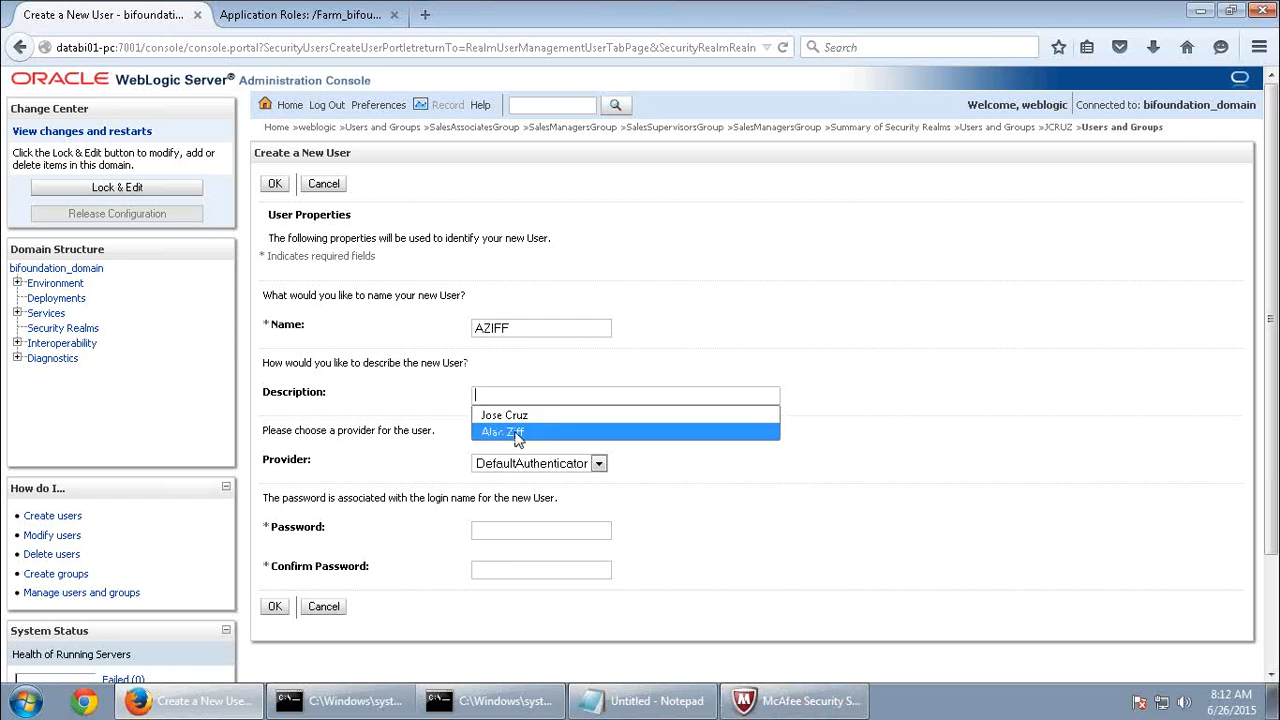 Create a New User - bifoundati...
Application Roles: /Farm_bifou...
databi01-pc:7001/console/console.portal?SecurityUsersCreateUserPortletreturnTo=RealmUserManagementUserTabPage&SecurityRealmRealn
Search
ORACLE WebLogic Server® Administration Console
Change Center
View changes and restarts
Click the Lock & Edit button to modify, add or
delete items in this domain.
Lock & Edit
Release Configuration
Domain Structure
bifoundation_domain
Environment
Deployments
Services
Security Realms
Interoperability
Diagnostics
How do I...
Create users
Modify users
Delete users
Create groups
Manage users and groups
System Status
Health of Running Servers
Failed (0)
Home Log Out Preferences Record Help
Welcome, weblogic
Connected to: bifoundation_domain
Home >weblogic >Users and Groups >SalesAssociatesGroup >SalesManagersGroup >SalesSupervisorsGroup >SalesManagersGroup >Summary of Security Realms >Users and Groups >JCRUZ >Users and Groups
Create a New User
OK Cancel
User Properties
The following properties will be used to identify your new User.
* Indicates required fields
What would you like to name your new User?
* Name: AZIFF
How would you like to describe the new User?
Description:
Jose Cruz
Alan Ziff
Please choose a provider for the user.
Provider: DefaultAuthenticator
The password is associated with the login name for the new User.
* Password:
* Confirm Password:
OK Cancel
Create a New Use...
C:\Windows\syst...
C:\Windows\syst...
Untitled - Notepad
McAfee Security S...
8:12 AM
6/26/2015